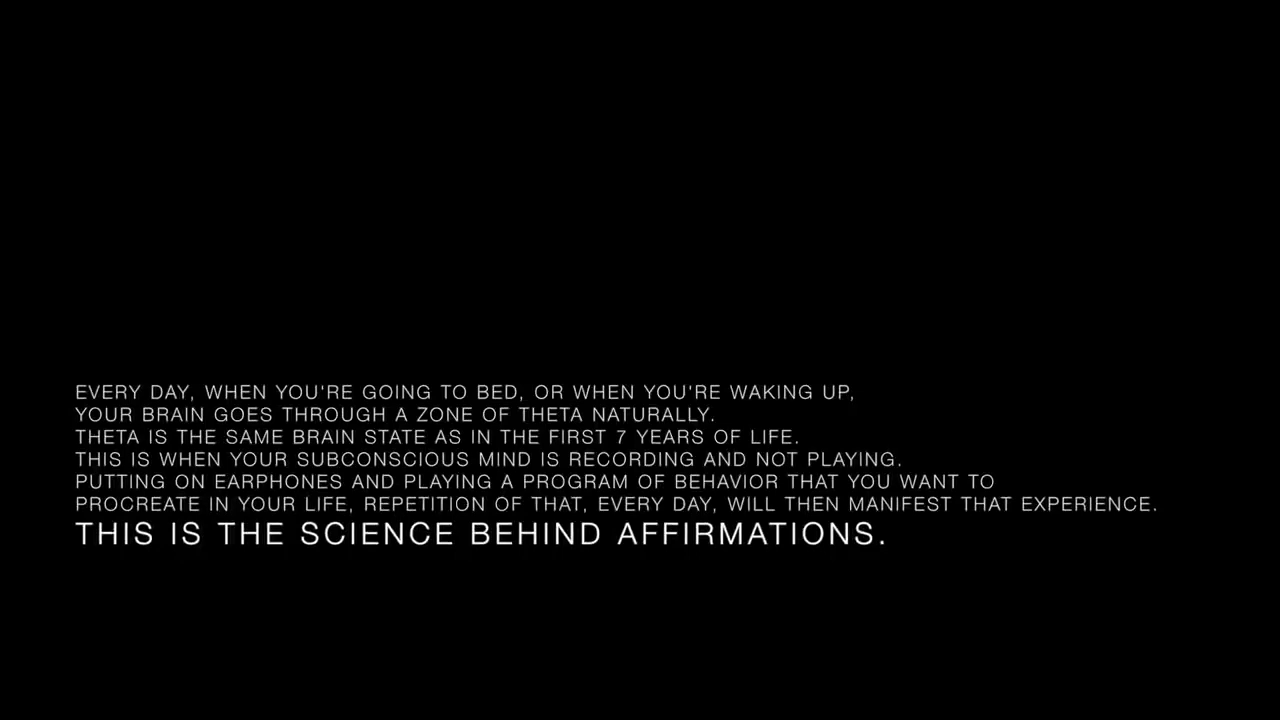 EVERY DAY, WHEN YOU'RE GOING TO BED, OR WHEN YOU'RE WAKING UP,
YOUR BRAIN GOES THROUGH A ZONE OF THETA NATURALLY.
THETA IS THE SAME BRAIN STATE AS IN THE FIRST 7 YEARS OF LIFE.
THIS IS WHEN YOUR SUBCONSCIOUS MIND IS RECORDING AND NOT PLAYING.
PUTTING ON EARPHONES AND PLAYING A PROGRAM OF BEHAVIOR THAT YOU WANT TO
PROCREATE IN YOUR LIFE, REPETITION OF THAT, EVERY DAY, WILL THEN MANIFEST THAT EXPERIENCE.
THIS IS THE SCIENCE BEHIND AFFIRMATIONS.